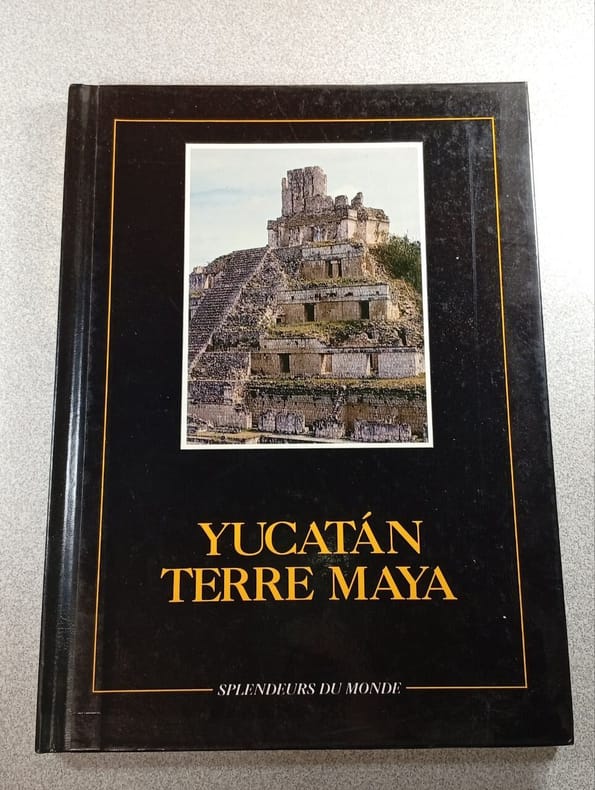 YUCATÁN
TERRE MAYA
SPLENDEURS DU MONDE